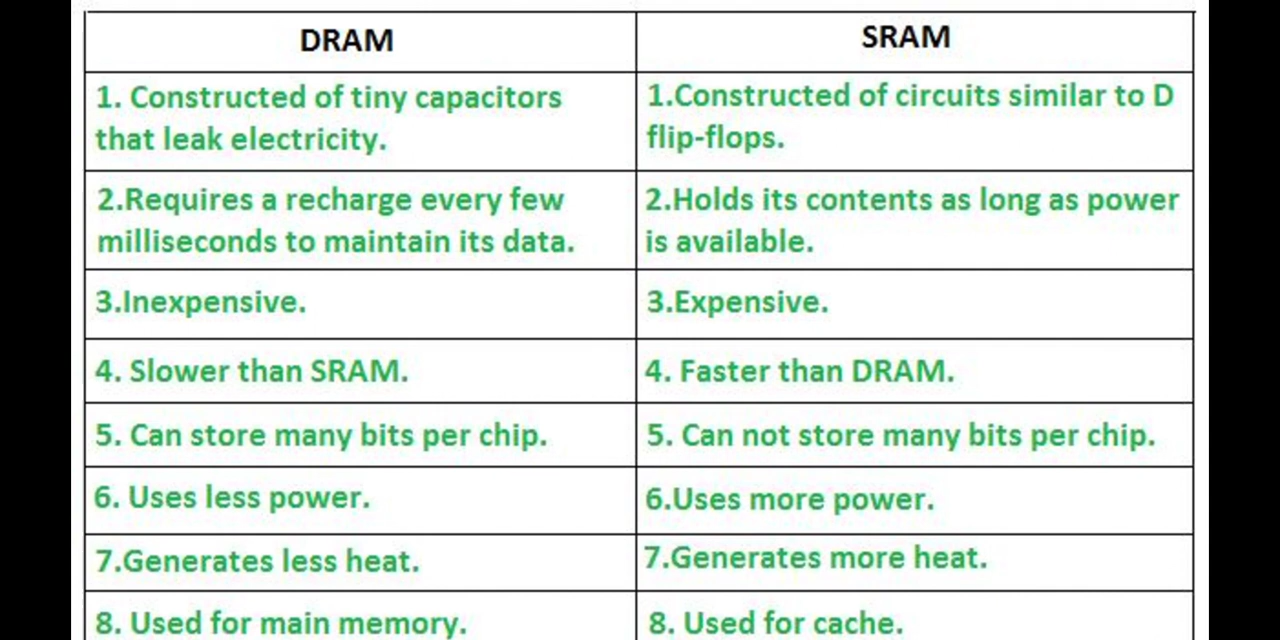 DRAM
SRAM
1. Constructed of tiny capacitors
that leak electricity.
1.Constructed of circuits similar to D
flip-flops.
2.Requires a recharge every few
milliseconds to maintain its data.
2.Holds its contents as long as power
is available.
3.Inexpensive.
3.Expensive.
4. Slower than SRAM.
4. Faster than DRAM.
5. Can store many bits per chip.
5. Can not store many bits per chip.
6. Uses less power.
6.Uses more power.
7.Generates less heat.
7.Generates more heat.
8. Used for main memory.
8. Used for cache.